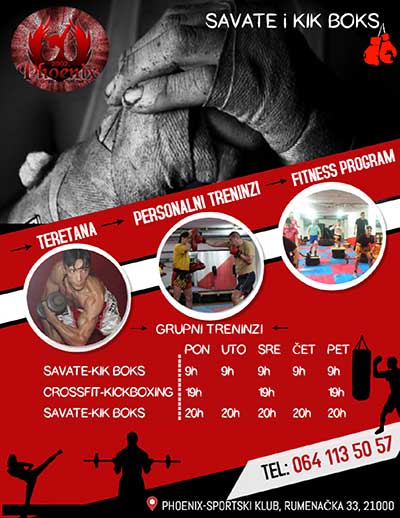 SAVATE i KIK BOKS
Phoenix
TERETANA
PERSONALNI TRENINZI
FITNESS PROGRAM
GRUPNI TRENINZI
PON UTO SRE ČET PET
SAVATE-KIK BOKS 9h 9h 9h 9h 9h
CROSSFIT-KICKBOXING 19h 19h 19h
SAVATE-KIK BOKS 20h 20h 20h 20h 20h
TEL: 064 113 50 57
PHOENIX-SPORTSKI KLUB, RUMENAČKA 33, 21000